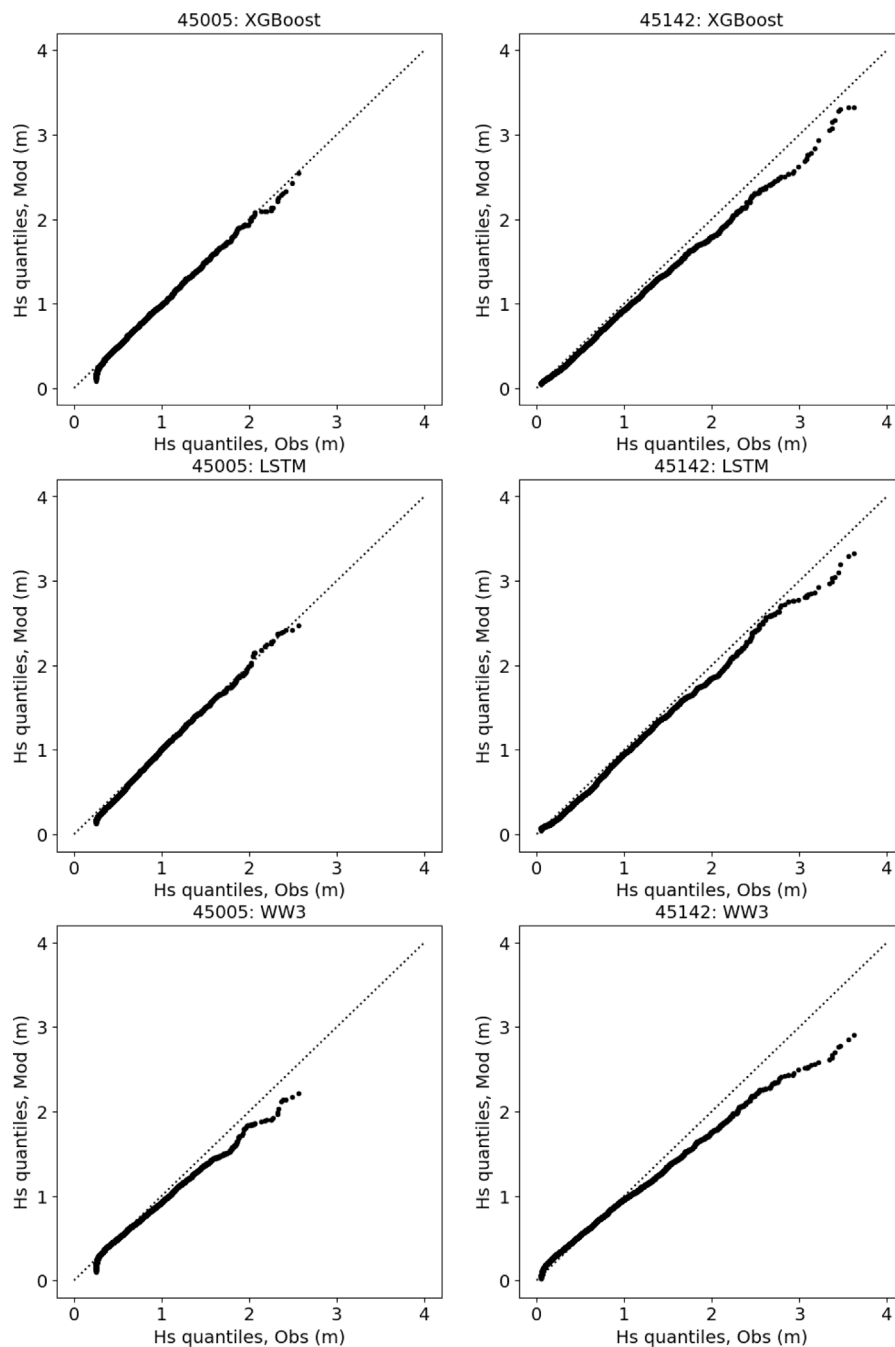 45005: XGBoost
Hs quantiles, Mod (m)
4
3
2
1
0
0 1 2 3 4
Hs quantiles, Obs (m)
45142: XGBoost
Hs quantiles, Mod (m)
4
3
2
1
0
0 1 2 3 4
Hs quantiles, Obs (m)
45005: LSTM
Hs quantiles, Mod (m)
4
3
2
1
0
0 1 2 3 4
Hs quantiles, Obs (m)
45142: LSTM
Hs quantiles, Mod (m)
4
3
2
1
0
0 1 2 3 4
Hs quantiles, Obs (m)
45005: WW3
Hs quantiles, Mod (m)
4
3
2
1
0
0 1 2 3 4
Hs quantiles, Obs (m)
45142: WW3
Hs quantiles, Mod (m)
4
3
2
1
0
0 1 2 3 4
Hs quantiles, Obs (m)